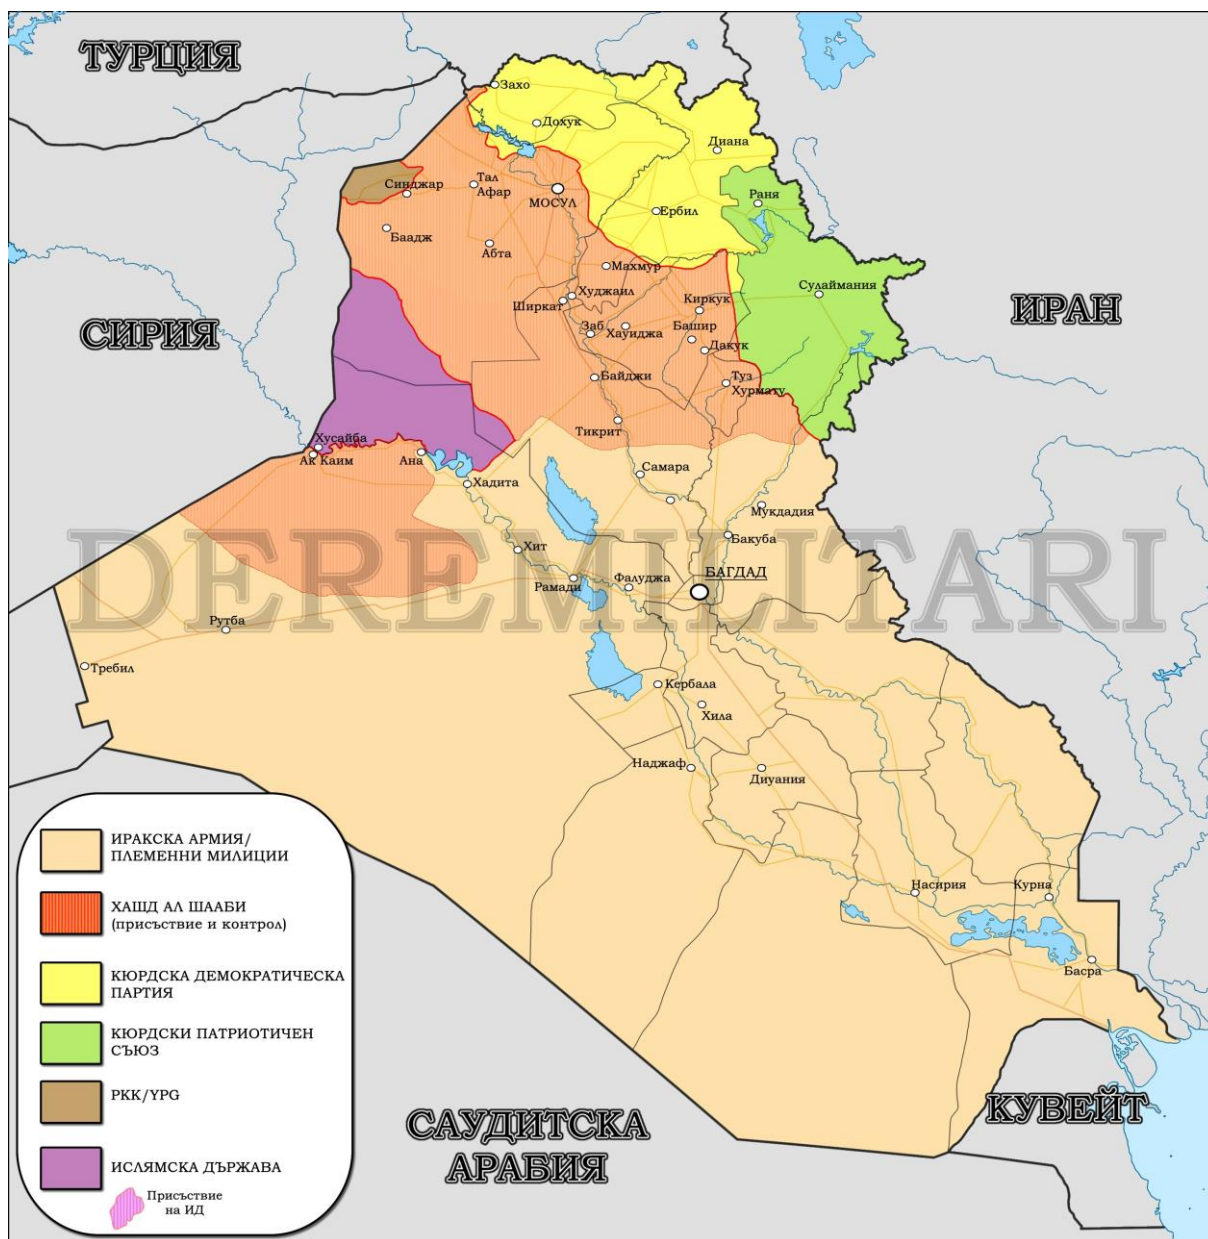 ТУРЦИЯ
СИРИЯ
ИРАН
САУДИТСКА
АРАБИЯ
КУВЕЙТ
DEREMILITARI
Захо
Дохук
Диана
Синджар
Тал
Афар
МОСУЛ
Ербил
Раня
Баадж
Абта
Махмур
Сулаймания
Ширкат
Худжаил
Киркук
Заб
Хауиджа
Башир
Дакук
Байджи
Туз
Хурмату
Тикрит
Хусайба
Ак Каим
Ана
Хадита
Самара
Мукдадия
Бакуба
Хит
Рамади
Фалуджа
БАГДАД
Рутба
Требил
Кербала
Хила
Наджаф
Диуания
Насирия
Курна
Басра
ИРАКСКА АРМИЯ/
ПЛЕМЕННИ МИЛИЦИИ
ХАШД АЛ ШААБИ
(присъствие и контрол)
КЮРДСКА ДЕМОКРАТИЧЕСКА
ПАРТИЯ
КЮРДСКИ ПАТРИОТИЧЕН
СЪЮЗ
PKK/YPG
ИСЛЯМСКА ДЪРЖАВА
Присъствие
на ИД